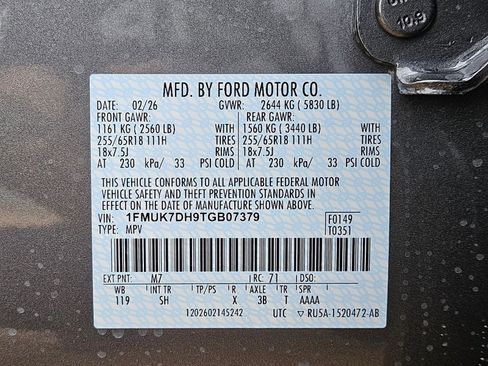 10.9
MFD. BY FORD MOTOR CO.
DATE: 02/26 GVWR: 2644 KG ( 5830 LB)
FRONT GAWR: REAR GAWR:
1161 KG ( 2560 LB) WITH 1560 KG ( 3440 LB) WITH
255/65R18 111H TIRES 255/65R18 111H TIRES
18x7.5J RIMS 18x7.5J RIMS
AT 230 kPa/ 33 PSI COLD AT 230 kPa/ 33 PSI COLD
THIS VEHICLE CONFORMS TO ALL APPLICABLE FEDERAL MOTOR
VEHICLE SAFETY AND THEFT PREVENTION STANDARDS IN
EFFECT ON THE DATE OF MANUFACTURE SHOWN ABOVE.
VIN: 1FMUK7DH9TGB07379 F0149
TYPE: MPV T0351
EXT PNT: M7 RC: 71 DSO:
WB INT TR TP/PS R AXLE TR SPR
119 SH X 3B T AAAA
1202602145242 UTC ▽ RU5A-1520472-AB